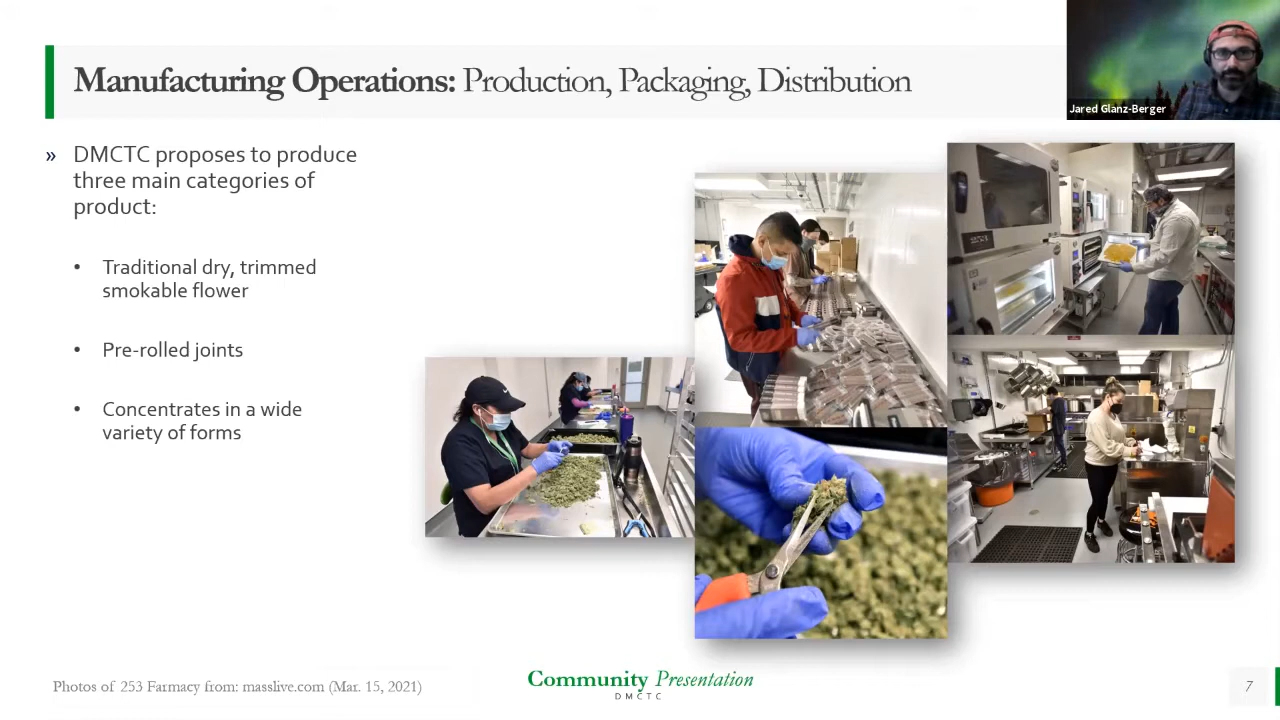 Manufacturing Operations: Production, Packaging, Distribution
Jared Glanz-Berger
» DMCTC proposes to produce
three main categories of
product:
• Traditional dry, trimmed
smokable flower
• Pre-rolled joints
• Concentrates in a wide
variety of forms
Photos of 253 Farmacy from: masslive.com (Mar. 15, 2021)
Community Presentation
DMCTC
7